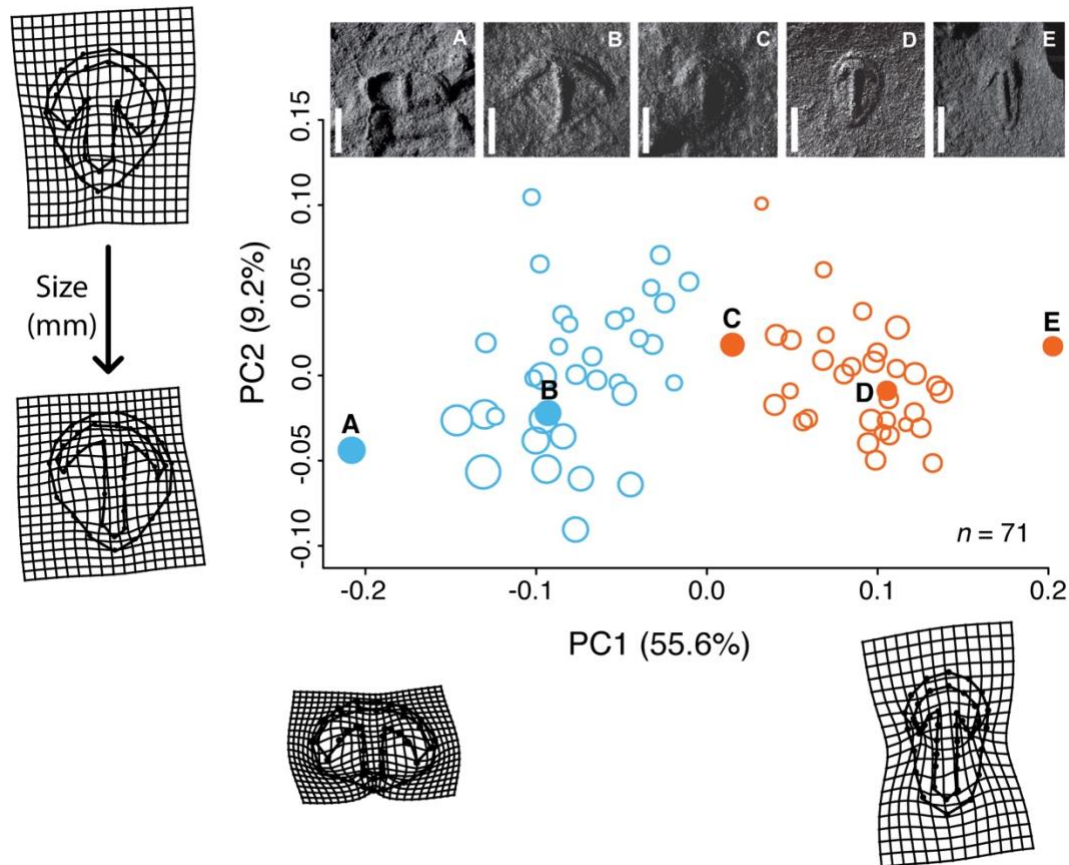 A
B
C
D
E
Size
(mm)
PC2 (9.2%)
0.15
0.10
0.05
0.0
-0.05
-0.10
A
B
C
D
E
n = 71
-0.2
-0.1
0.0
0.1
0.2
PC1 (55.6%)